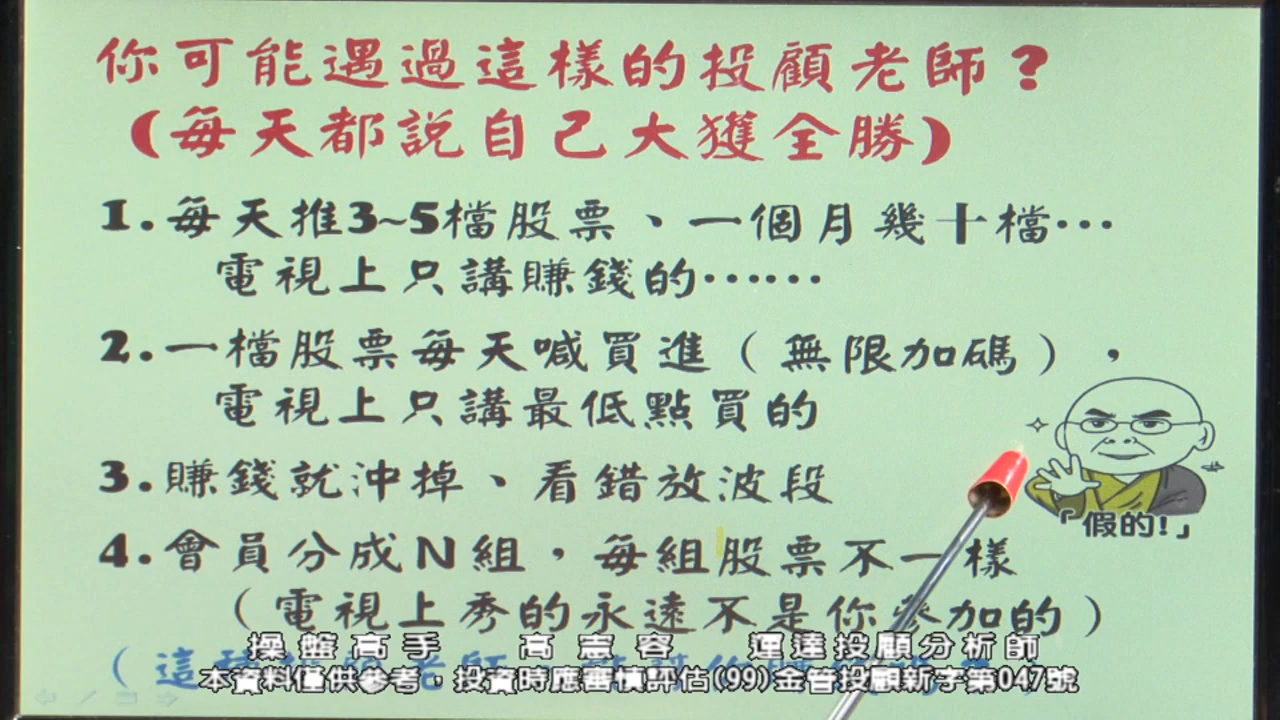 你可能遇過這樣的投顧老師？
（每天都說自己大獲全勝）
1.每天推3~5檔股票、一個月幾十檔…
電視上只講賺錢的……
2.一檔股票每天喊買進（無限加碼），
電視上只講最低點買的
3.賺錢就沖掉、看錯放波段
「假的!」
4.會員分成N組，每組股票不一樣
（電視上秀的永遠不是你參加的）
操盤高手 高憲容 運達投顧分析師
（這
老師
本資料僅供參考，投資時應審慎評估(99)金管投顧新字第047號